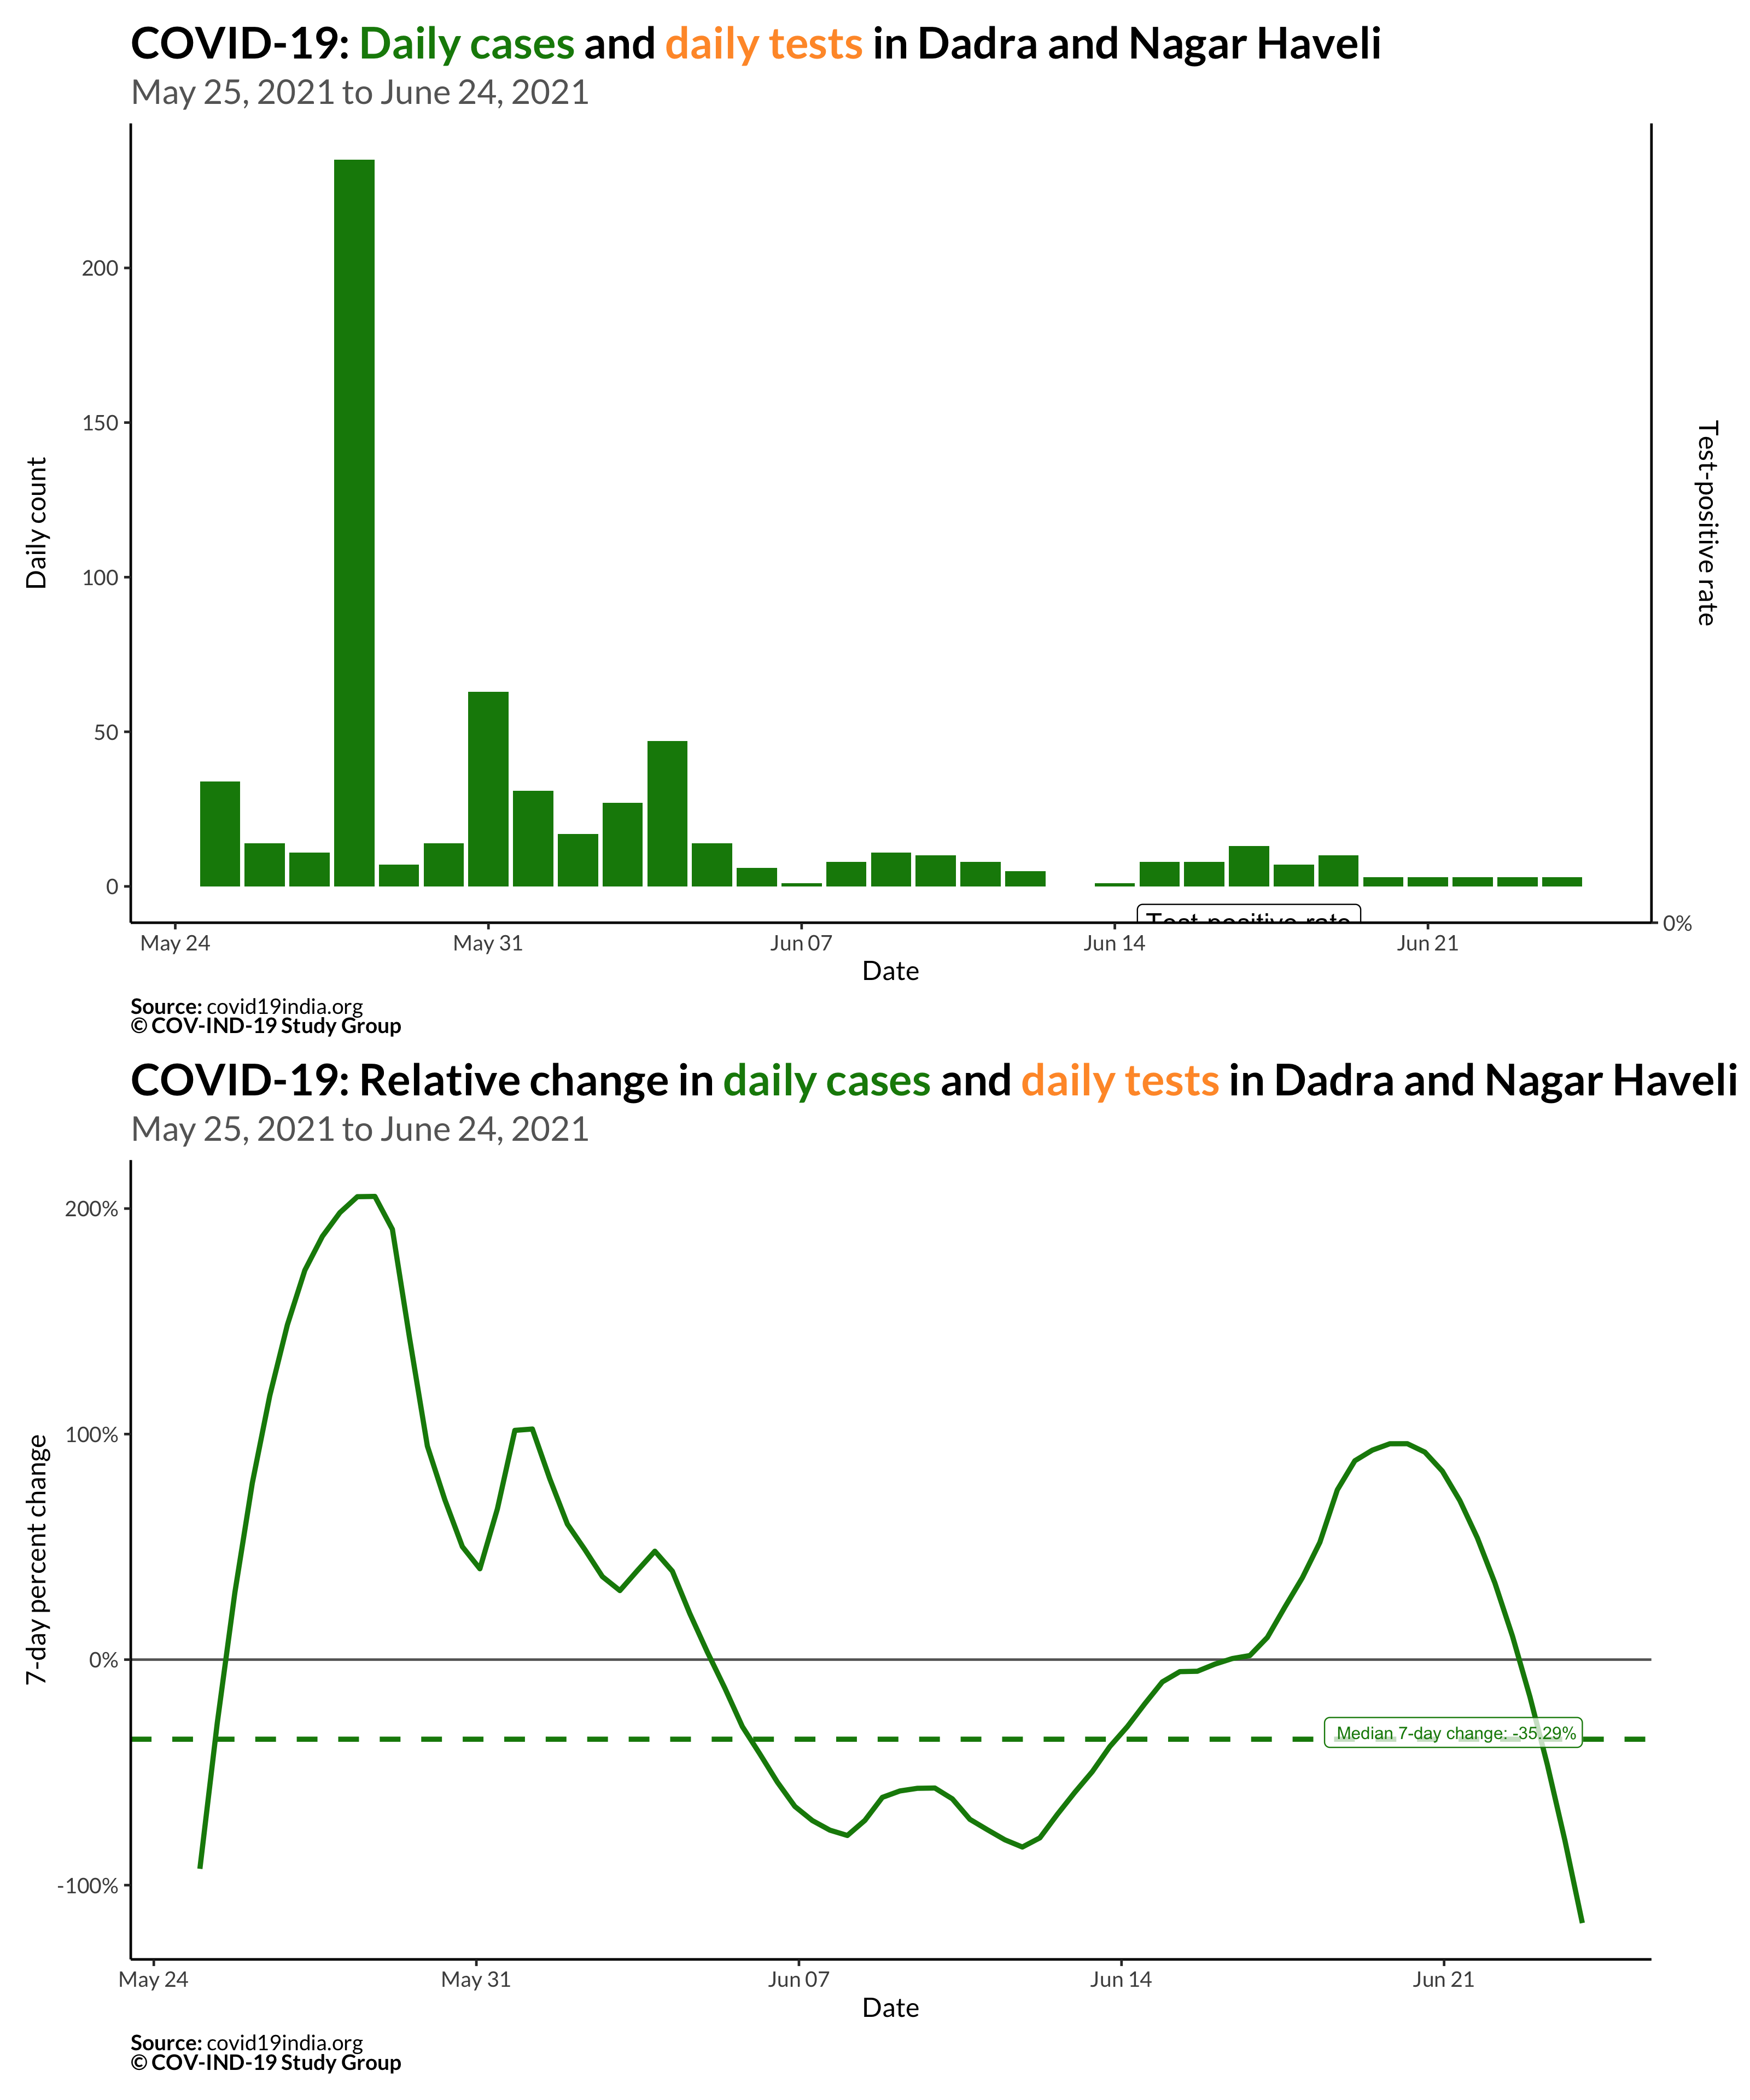 COVID-19: Daily cases and daily tests in Dadra and Nagar Haveli
May 25, 2021 to June 24, 2021
200
150
100
50
0
Daily count
Test-positive rate
Test-positive rate
0%
May 24
May 31
Jun 07
Jun 14
Jun 21
Date
Source: covid19india.org
© COV-IND-19 Study Group
COVID-19: Relative change in daily cases and daily tests in Dadra and Nagar Haveli
May 25, 2021 to June 24, 2021
200%
100%
0%
-100%
7-day percent change
Median 7-day change: -35.29%
May 24
May 31
Jun 07
Jun 14
Jun 21
Date
Source: covid19india.org
© COV-IND-19 Study Group